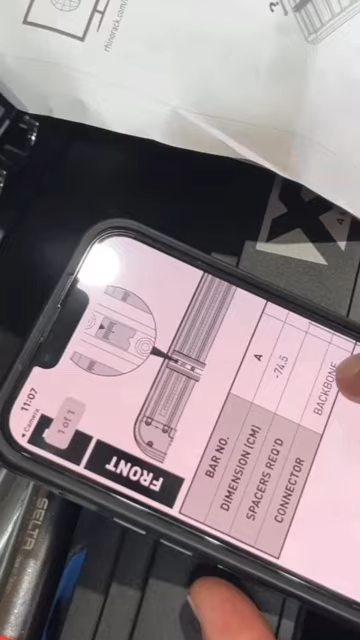 rhinorack.com/
11:07
Camera
1 of 1
FRONT
BAR NO. A
DIMENSION (CM) -74.5
SPACERS REQ'D
CONNECTOR BACKBONE